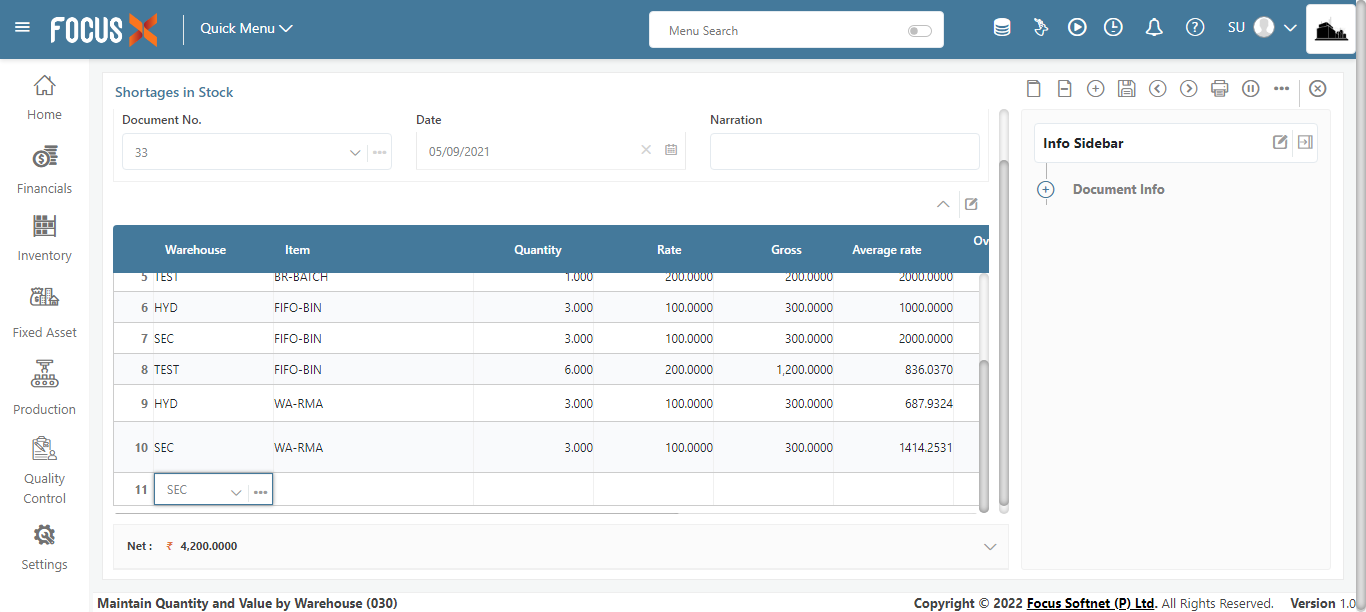 FOCUS X Quick Menu Menu Search SU
Home
Financials
Inventory
Fixed Asset
Production
Quality
Control
Settings
Shortages in Stock
Document No. Date Narration
33 05/09/2021
Warehouse Item Quantity Rate Gross Average rate Ov
5 TEST BR-BATCH 1.000 200.0000 200.0000 2000.0000
6 HYD FIFO-BIN 3.000 100.0000 300.0000 1000.0000
7 SEC FIFO-BIN 3.000 100.0000 300.0000 2000.0000
8 TEST FIFO-BIN 6.000 200.0000 1,200.0000 836.0370
9 HYD WA-RMA 3.000 100.0000 300.0000 687.9324
10 SEC WA-RMA 3.000 100.0000 300.0000 1414.2531
11 SEC
Net : ₹ 4,200.0000
Info Sidebar
Document Info
Maintain Quantity and Value by Warehouse (030) Copyright © 2022 Focus Softnet (P) Ltd. All Rights Reserved. Version 1.0